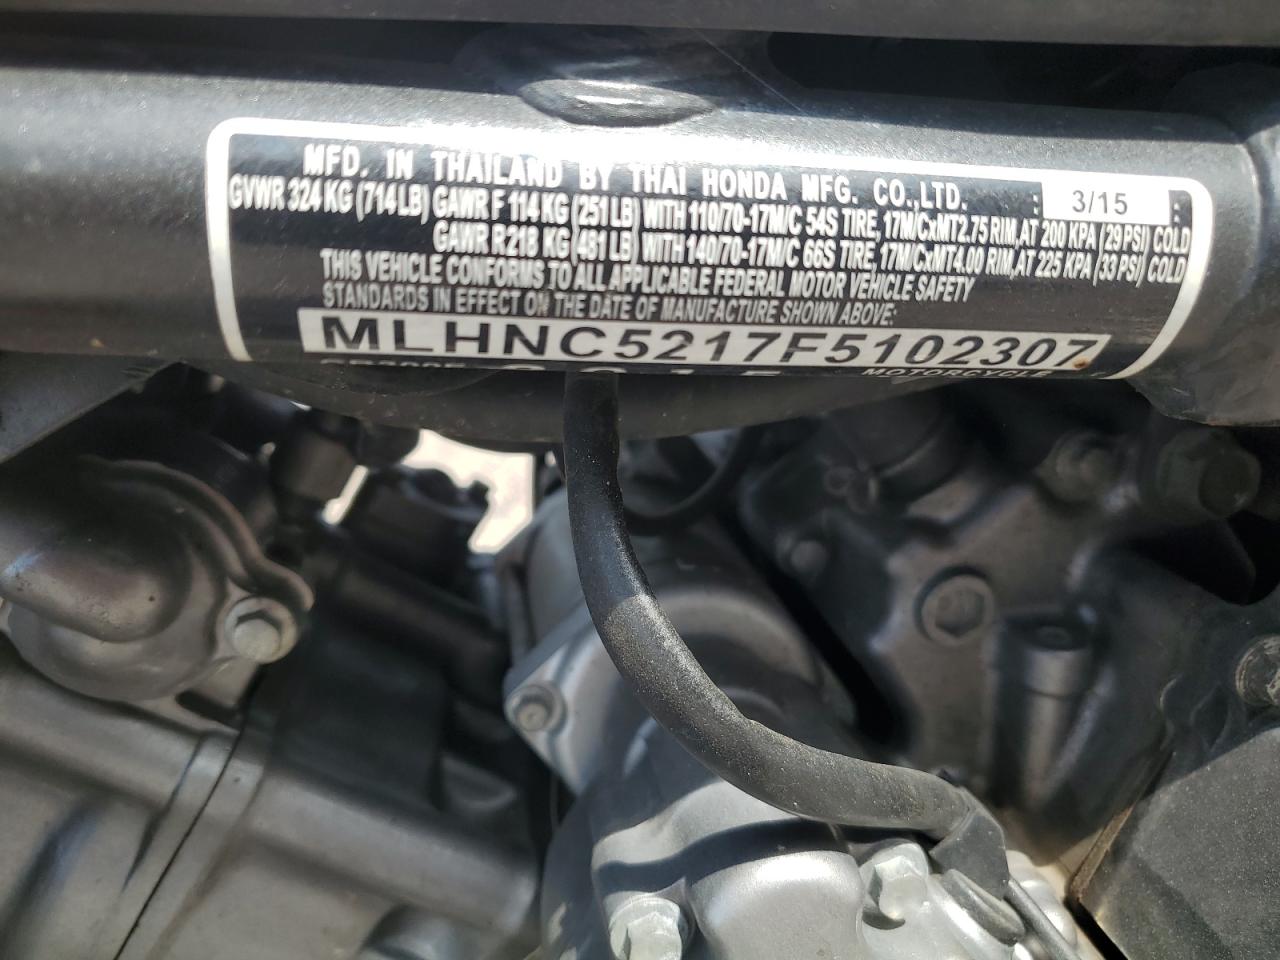 MFD. IN THAILAND BY THAI HONDA MFG. CO.,LTD. : 3/15 :
GVWR 324 KG (714 LB) GAWR F 114 KG (251 LB) WITH 110/70-17M/C 54S TIRE, 17M/CxMT2.75 RIM, AT 200 KPA (29 PSI) COLD
GAWR R 218 KG (481 LB) WITH 140/70-17M/C 66S TIRE, 17M/CxMT4.00 RIM, AT 225 KPA (33 PSI) COLD
THIS VEHICLE CONFORMS TO ALL APPLICABLE FEDERAL MOTOR VEHICLE SAFETY
STANDARDS IN EFFECT ON THE DATE OF MANUFACTURE SHOWN ABOVE:
MLHNC5217F5102307
2015 MOTORCYCLE